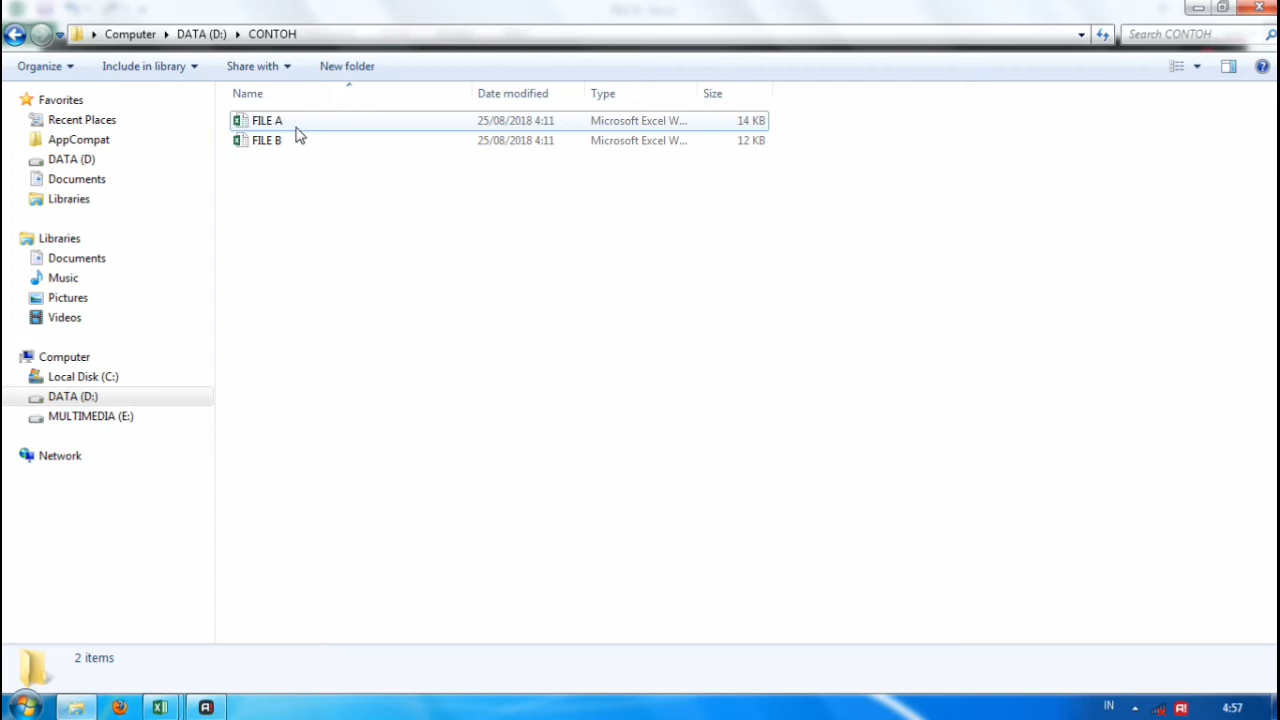 Computer DATA (D:) CONTOH Search CONTOH
Organize Include in library Share with New folder
Favorites
Recent Places
AppCompat
DATA (D)
Documents
Libraries
Libraries
Documents
Music
Pictures
Videos
Computer
Local Disk (C:)
DATA (D:)
MULTIMEDIA (E:)
Network
Name Date modified Type Size
FILE A 25/08/2018 4:11 Microsoft Excel W... 14 KB
FILE B 25/08/2018 4:11 Microsoft Excel W... 12 KB
2 items
IN 4:57